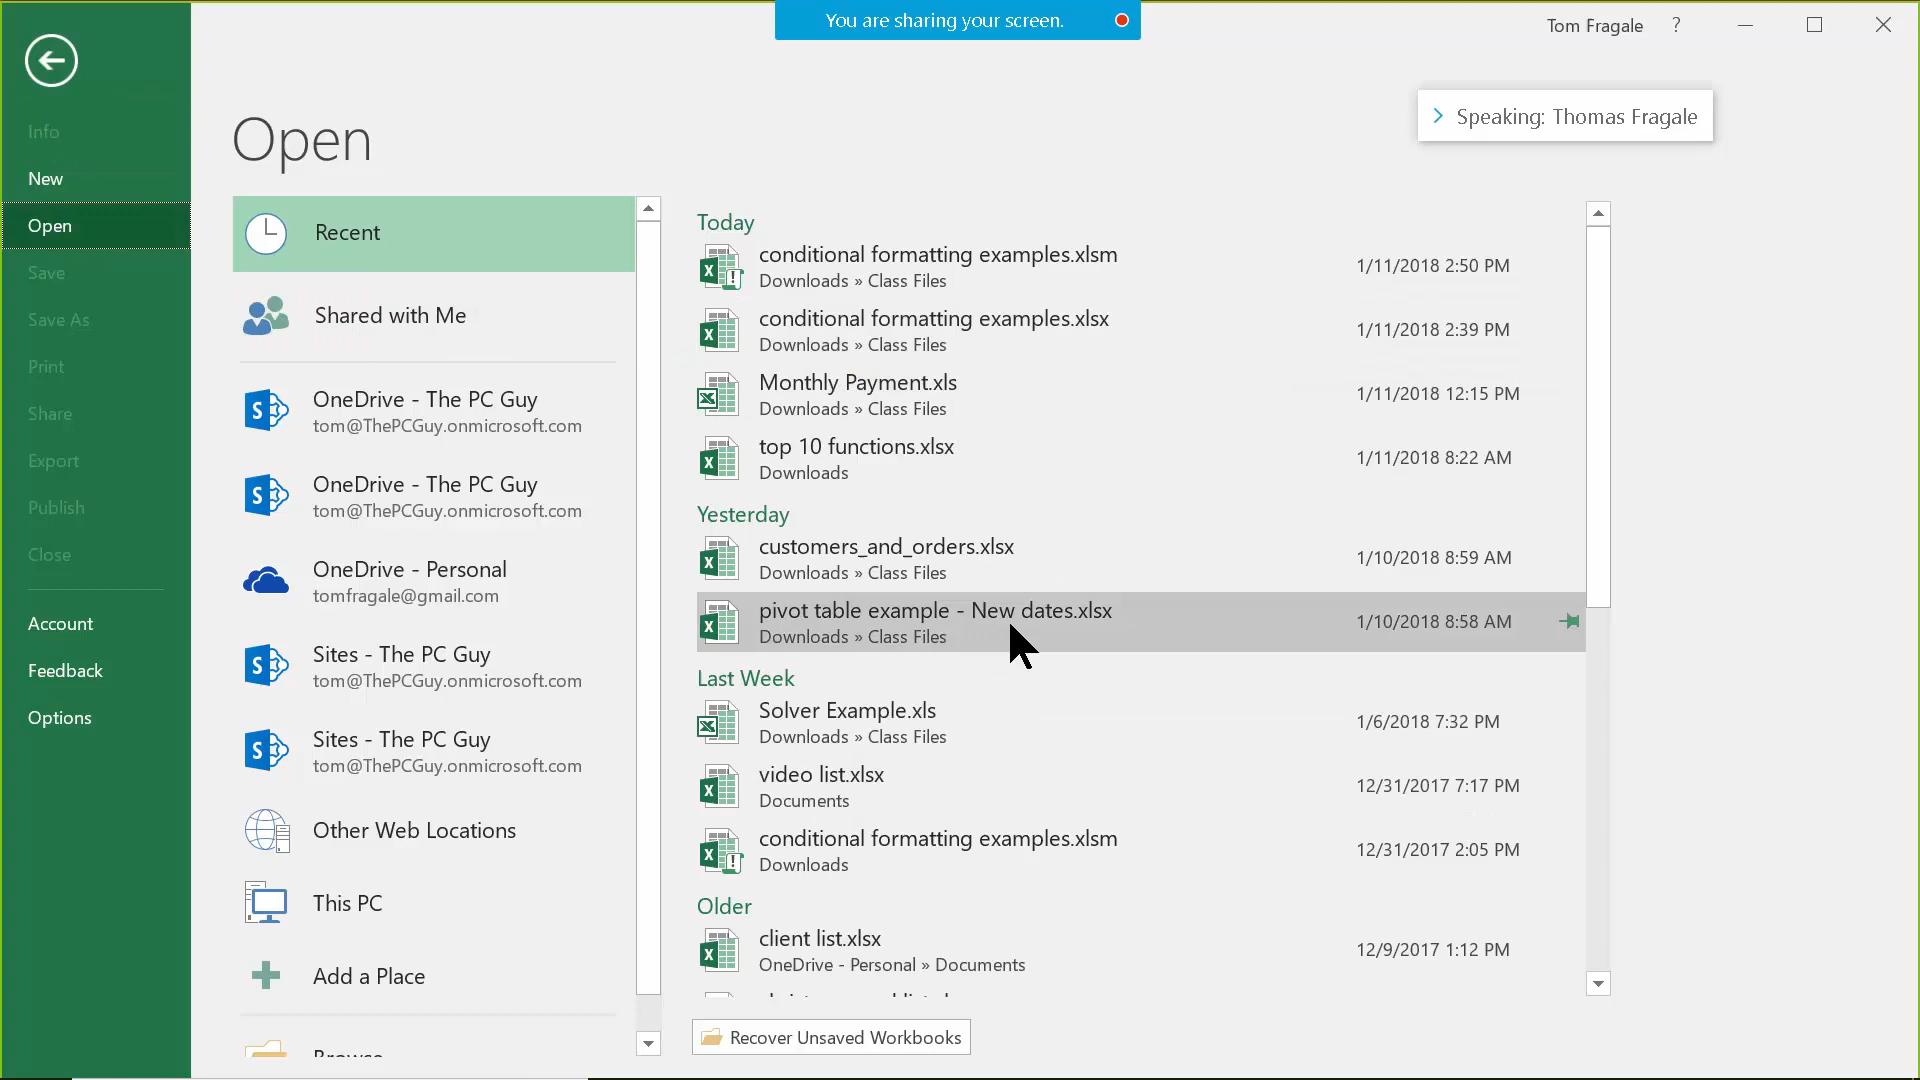 You are sharing your screen.
Tom Fragale
?
Speaking: Thomas Fragale
Info
New
Open
Save
Save As
Print
Share
Export
Publish
Close
Account
Feedback
Options
Open
Recent
Shared with Me
OneDrive - The PC Guy
tom@ThePCGuy.onmicrosoft.com
OneDrive - The PC Guy
tom@ThePCGuy.onmicrosoft.com
OneDrive - Personal
tomfragale@gmail.com
Sites - The PC Guy
tom@ThePCGuy.onmicrosoft.com
Sites - The PC Guy
tom@ThePCGuy.onmicrosoft.com
Other Web Locations
This PC
Add a Place
Browse
Today
conditional formatting examples.xlsm
Downloads » Class Files
1/11/2018 2:50 PM
conditional formatting examples.xlsx
Downloads » Class Files
1/11/2018 2:39 PM
Monthly Payment.xls
Downloads » Class Files
1/11/2018 12:15 PM
top 10 functions.xlsx
Downloads
1/11/2018 8:22 AM
Yesterday
customers_and_orders.xlsx
Downloads » Class Files
1/10/2018 8:59 AM
pivot table example - New dates.xlsx
Downloads » Class Files
1/10/2018 8:58 AM
Last Week
Solver Example.xls
Downloads » Class Files
1/6/2018 7:32 PM
video list.xlsx
Documents
12/31/2017 7:17 PM
conditional formatting examples.xlsm
Downloads
12/31/2017 2:05 PM
Older
client list.xlsx
OneDrive - Personal » Documents
12/9/2017 1:12 PM
Recover Unsaved Workbooks